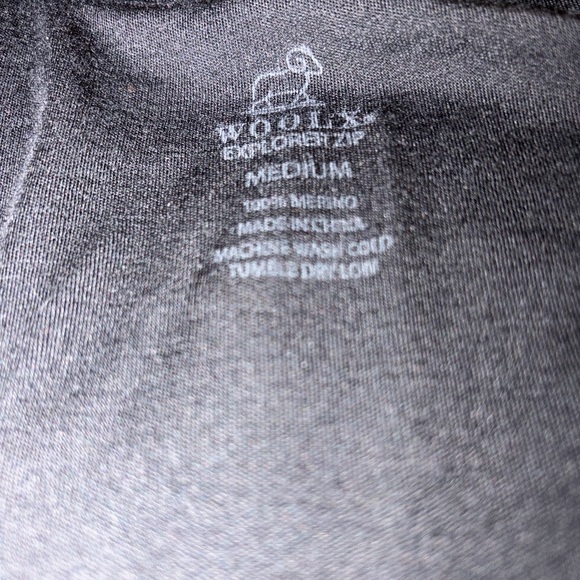 WOOLX
EXPLORER ZIP
MEDIUM
100% MERINO
MADE IN CHINA
MACHINE WASH COLD
TUMBLE DRY LOW